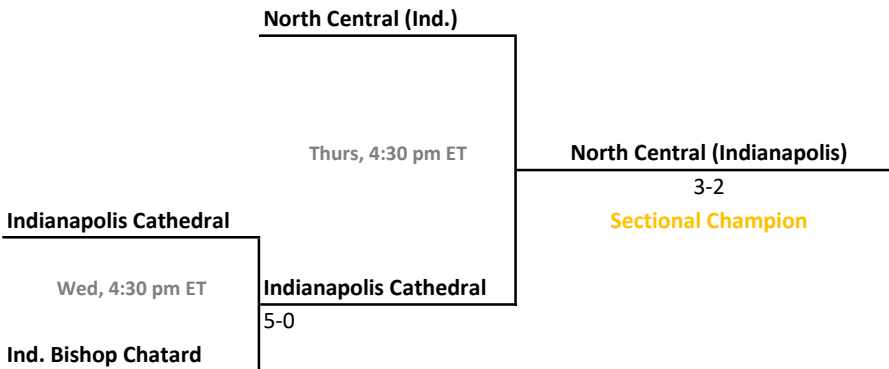 North Central (Ind.)
Thurs, 4:30 pm ET
North Central (Indianapolis)
3-2
Indianapolis Cathedral
Sectional Champion
Wed, 4:30 pm ET
Indianapolis Cathedral
5-0
Ind. Bishop Chatard